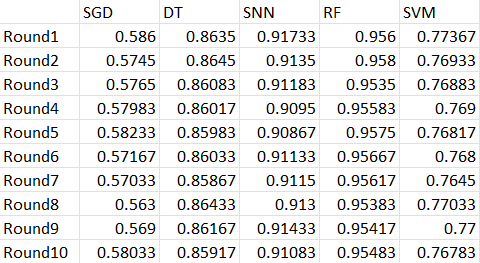 SGD DT SNN RF SVM
Round1 0.586 0.8635 0.91733 0.956 0.77367
Round2 0.5745 0.8645 0.9135 0.958 0.76933
Round3 0.5765 0.86083 0.91183 0.9535 0.76883
Round4 0.57983 0.86017 0.9095 0.95583 0.769
Round5 0.58233 0.85983 0.90867 0.9575 0.76817
Round6 0.57167 0.86033 0.91133 0.95667 0.768
Round7 0.57033 0.85867 0.9115 0.95617 0.7645
Round8 0.563 0.86433 0.913 0.95383 0.77033
Round9 0.569 0.86167 0.91433 0.95417 0.77
Round10 0.58033 0.85917 0.91083 0.95483 0.76783